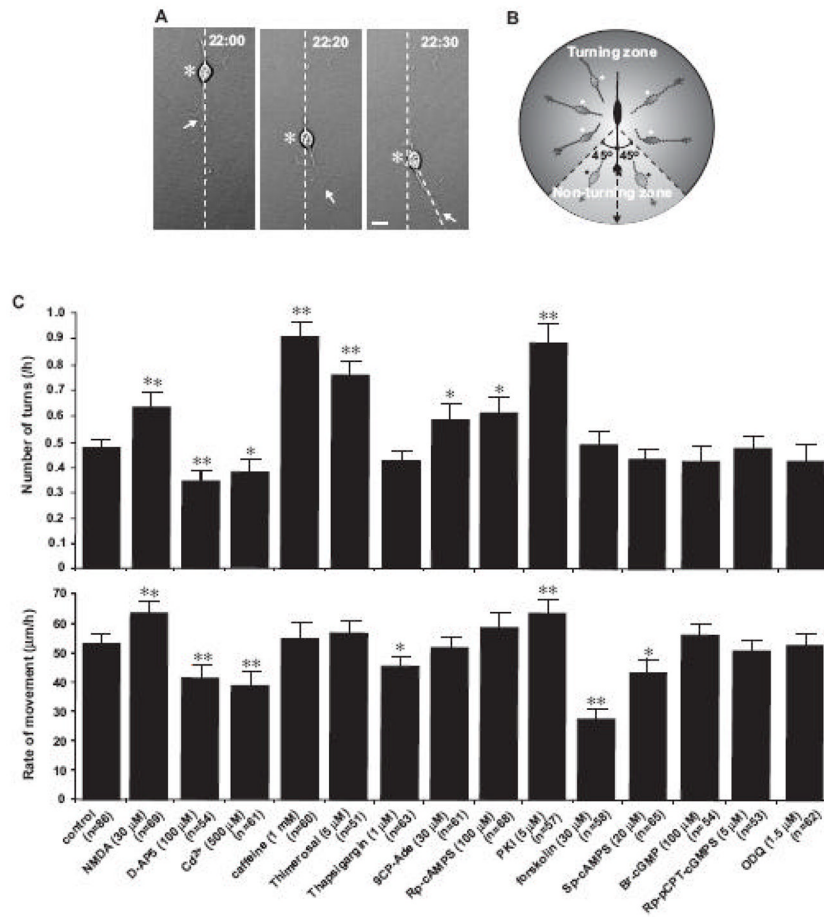 A
22:00
22:20
22:30
*
*
*
B
Turning zone
45º 45º
Non-turning zone
C
Number of turns (/h)
1.0
0.9
0.8
0.7
0.6
0.5
0.4
0.3
0.2
0.1
0
**
**
*
**
**
*
*
**
Rate of movement (μm/h)
70
60
50
40
30
20
10
0
**
**
**
*
**
**
*
control (n=86)
NMDA (30 μM) (n=69)
D-AP5 (100 μM) (n=54)
Cd²⁺ (500 μM) (n=61)
caffeine (1 mM) (n=60)
Thimerosal (5 μM) (n=51)
Thapsigargin (1 μM) (n=63)
9CP-Ade (30 μM) (n=61)
Rp-cAMPS (100 μM) (n=68)
PKI (5 μM) (n=57)
forskolin (30 μM) (n=58)
Sp-cAMPS (20 μM) (n=65)
Br-cGMP (100 μM) (n=54)
Rp-pCPT-cGMPS (5 μM) (n=53)
ODQ (1.5 μM) (n=62)